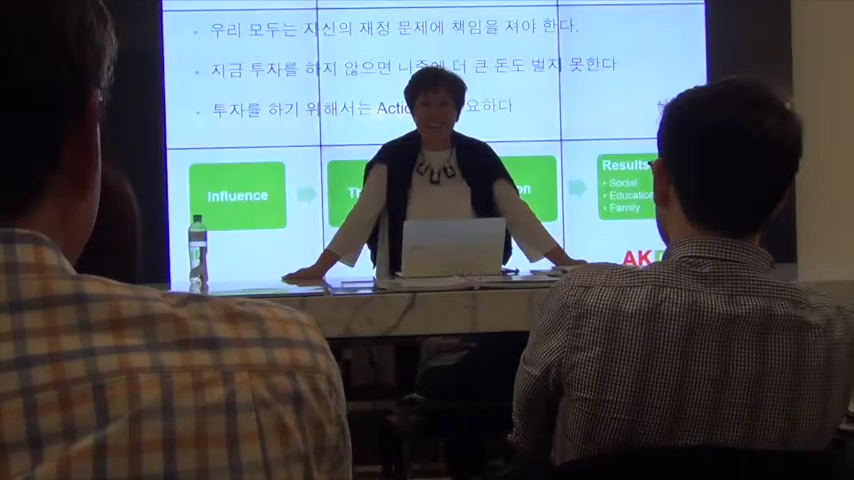 • 우리 모두는 자신의 재정 문제에 책임을 져야 한다.
• 지금 투자를 하지 않으면 나중에 더 큰 돈도 벌지 못한다
• 투자를 하기 위해서는 Action 요하다
Influence
Results
• Social
• Education
• Family
AK